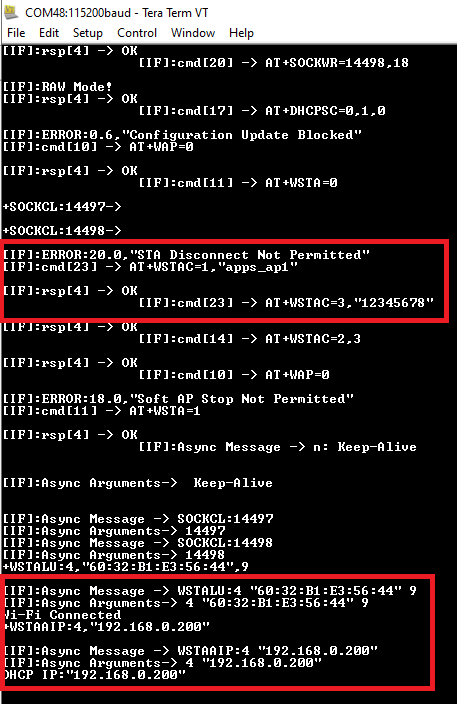 COM48:115200baud - Tera Term VT
File Edit Setup Control Window Help
[IF]:rsp[4] -> OK
[IF]:cmd[20] -> AT+SOCKWR=14498,18
[IF]:RAW Mode!
[IF]:rsp[4] -> OK
[IF]:cmd[17] -> AT+DHCPSC=0,1,0
[IF]:ERROR:0.6,"Configuration Update Blocked"
[IF]:cmd[10] -> AT+WAP=0
[IF]:rsp[4] -> OK
[IF]:cmd[11] -> AT+WSTA=0
+SOCKCL:14497->
+SOCKCL:14498->
[IF]:ERROR:20.0,"STA Disconnect Not Permitted"
[IF]:cmd[23] -> AT+WSTAC=1,"apps_ap1"
[IF]:rsp[4] -> OK
[IF]:cmd[23] -> AT+WSTAC=3,"12345678"
[IF]:rsp[4] -> OK
[IF]:cmd[14] -> AT+WSTAC=2,3
[IF]:rsp[4] -> OK
[IF]:cmd[10] -> AT+WAP=0
[IF]:ERROR:18.0,"Soft AP Stop Not Permitted"
[IF]:cmd[11] -> AT+WSTA=1
[IF]:rsp[4] -> OK
[IF]:Async Message -> n: Keep-Alive
[IF]:Async Arguments-> Keep-Alive
[IF]:Async Message -> SOCKCL:14497
[IF]:Async Arguments-> 14497
[IF]:Async Message -> SOCKCL:14498
[IF]:Async Arguments-> 14498
+WSTALU:4,"60:32:B1:E3:56:44",9
[IF]:Async Message -> WSTALU:4 "60:32:B1:E3:56:44" 9
[IF]:Async Arguments-> 4 "60:32:B1:E3:56:44" 9
Wi-Fi Connected
+WSTAAIP:4,"192.168.0.200"
[IF]:Async Message -> WSTAAIP:4 "192.168.0.200"
[IF]:Async Arguments-> 4 "192.168.0.200"
DHCP IP:"192.168.0.200"